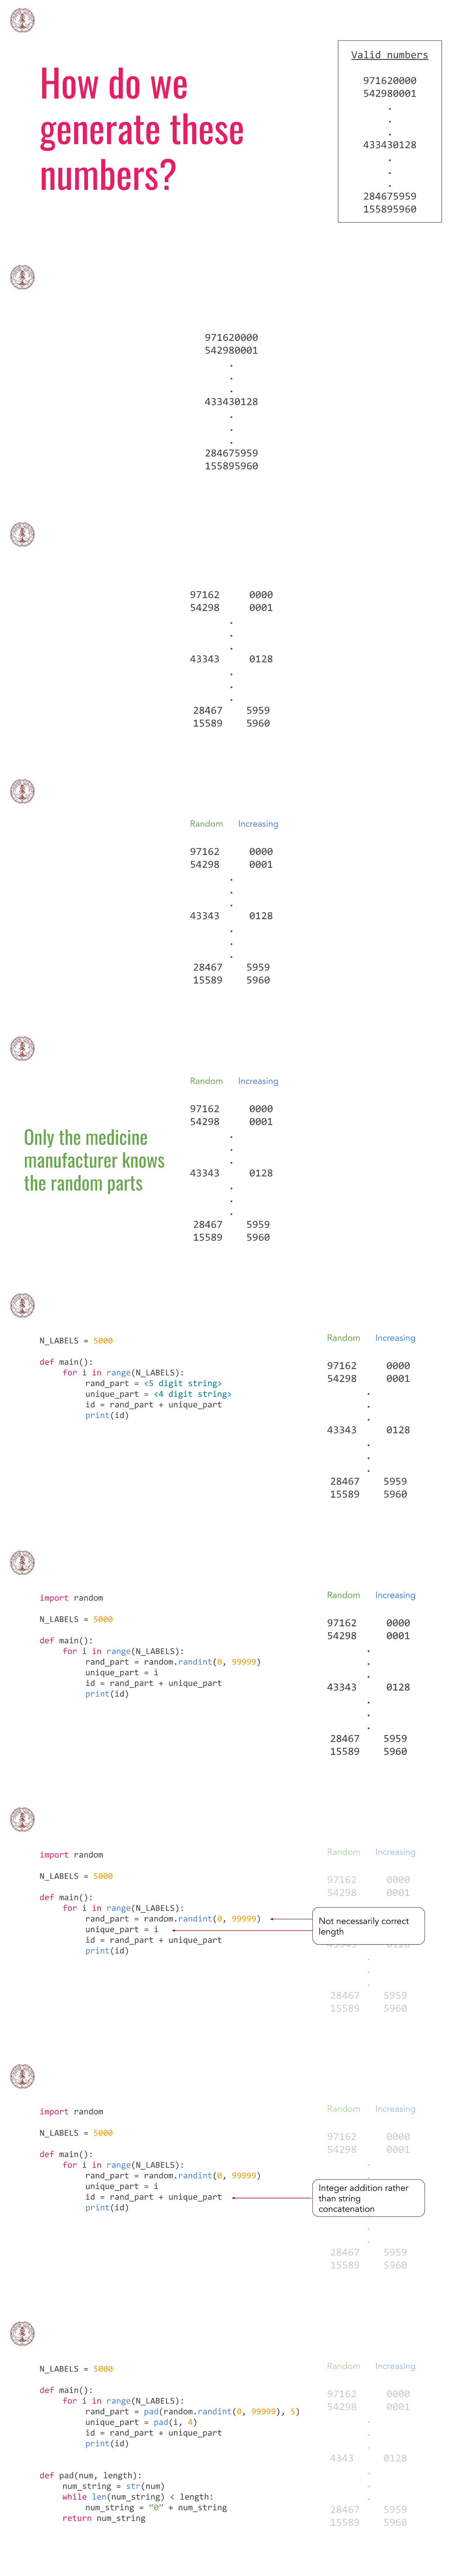 How do we
generate these
numbers?
Valid numbers
971620000
542980001
.
.
.
433430128
.
.
.
284675959
155895960
971620000
542980001
.
.
.
433430128
.
.
.
284675959
155895960
97162 0000
54298 0001
.
.
.
43343 0128
.
.
.
28467 5959
15589 5960
Random Increasing
97162 0000
54298 0001
.
.
.
43343 0128
.
.
.
28467 5959
15589 5960
Only the medicine
manufacturer knows
the random parts
Random Increasing
97162 0000
54298 0001
.
.
.
43343 0128
.
.
.
28467 5959
15589 5960
N_LABELS = 5000
def main():
for i in range(N_LABELS):
rand_part = <5 digit string>
unique_part = <4 digit string>
id = rand_part + unique_part
print(id)
Random Increasing
97162 0000
54298 0001
.
.
.
43343 0128
.
.
.
28467 5959
15589 5960
import random
N_LABELS = 5000
def main():
for i in range(N_LABELS):
rand_part = random.randint(0, 99999)
unique_part = i
id = rand_part + unique_part
print(id)
Random Increasing
97162 0000
54298 0001
.
.
.
43343 0128
.
.
.
28467 5959
15589 5960
import random
N_LABELS = 5000
def main():
for i in range(N_LABELS):
rand_part = random.randint(0, 99999)
unique_part = i
id = rand_part + unique_part
print(id)
Random Increasing
97162 0000
54298 0001
Not necessarily correct
length
.
.
.
28467 5959
15589 5960
import random
N_LABELS = 5000
def main():
for i in range(N_LABELS):
rand_part = random.randint(0, 99999)
unique_part = i
id = rand_part + unique_part
print(id)
Random Increasing
97162 0000
54298 0001
.
.
Integer addition rather
than string
concatenation
.
.
28467 5959
15589 5960
N_LABELS = 5000
def main():
for i in range(N_LABELS):
rand_part = pad(random.randint(0, 99999), 5)
unique_part = pad(i, 4)
id = rand_part + unique_part
print(id)
def pad(num, length):
num_string = str(num)
while len(num_string) < length:
num_string = “0” + num_string
return num_string
Random Increasing
97162 0000
54298 0001
.
.
.
4343 0128
.
.
.
28467 5959
15589 5960